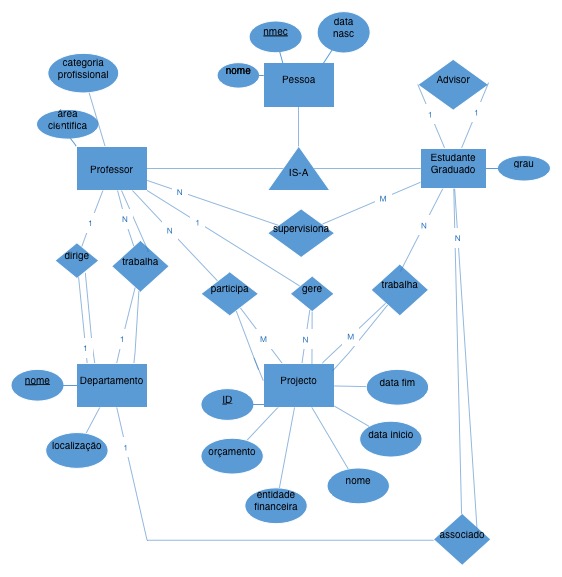 data
nasc
nmec
nome
Pessoa
categoria
profissional
área
científica
Advisor
1
1
Professor
IS-A
Estudante
Graduado
grau
N
M
supervisiona
1
N
N
1
N
N
dirige
trabalha
participa
gere
trabalha
1
1
M
N
M
nome
Departamento
Projecto
data fim
ID
localização
1
orçamento
data inicio
nome
entidade
financeira
associado